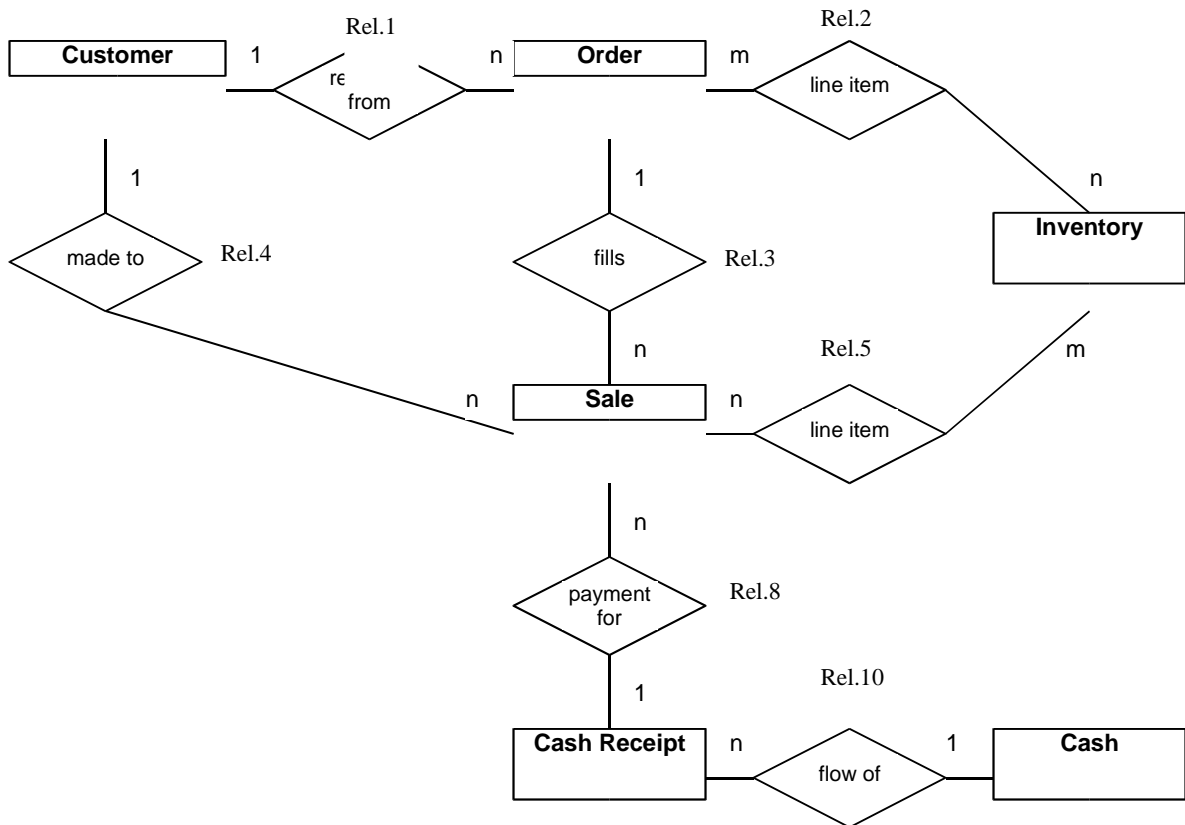 Rel.1
Rel.2
Customer
1
n
Order
m
line item
from
1
1
n
Inventory
made to
Rel.4
fills
Rel.3
n
Rel.5
m
n
Sale
n
line item
n
payment
for
Rel.8
1
Rel.10
Cash Receipt
n
flow of
1
Cash